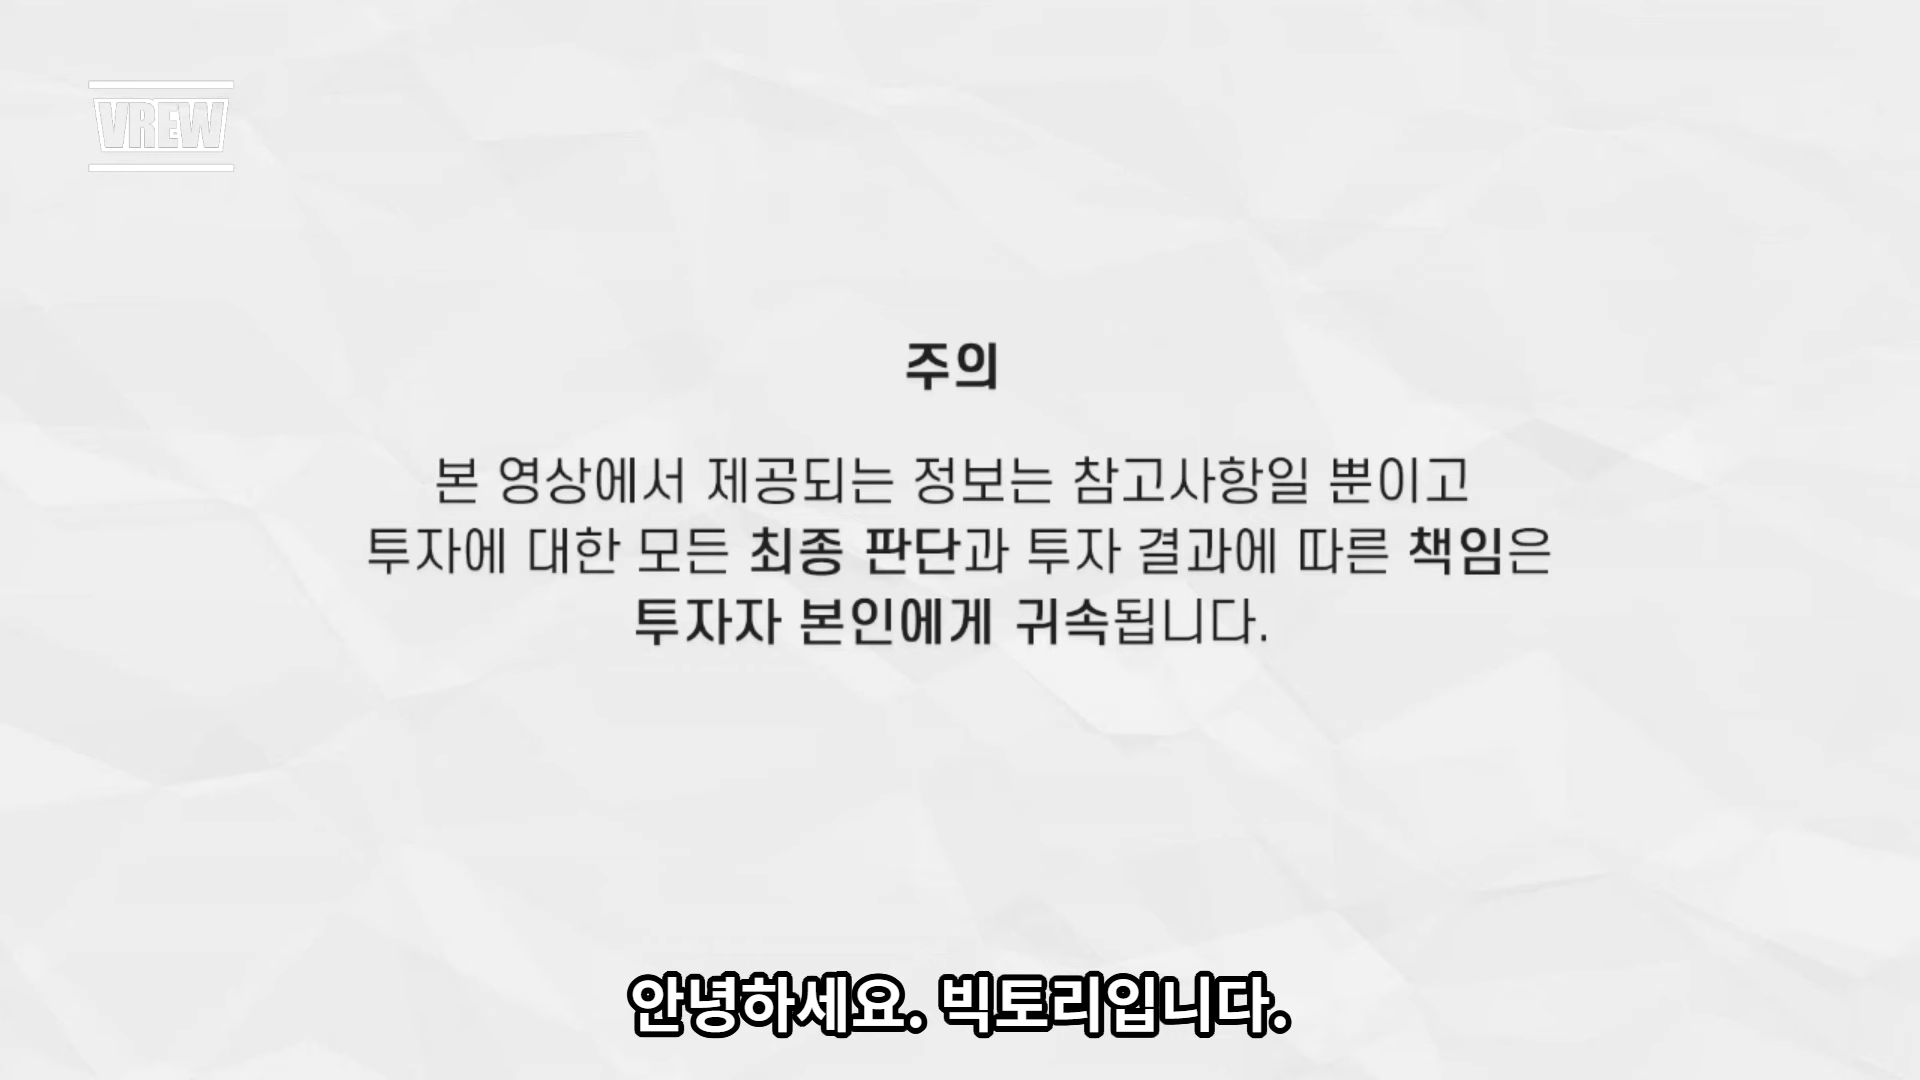 VREW
주의
본 영상에서 제공되는 정보는 참고사항일 뿐이고
투자에 대한 모든 최종 판단과 투자 결과에 따른 책임은
투자자 본인에게 귀속됩니다.
안녕하세요. 빅토리입니다.